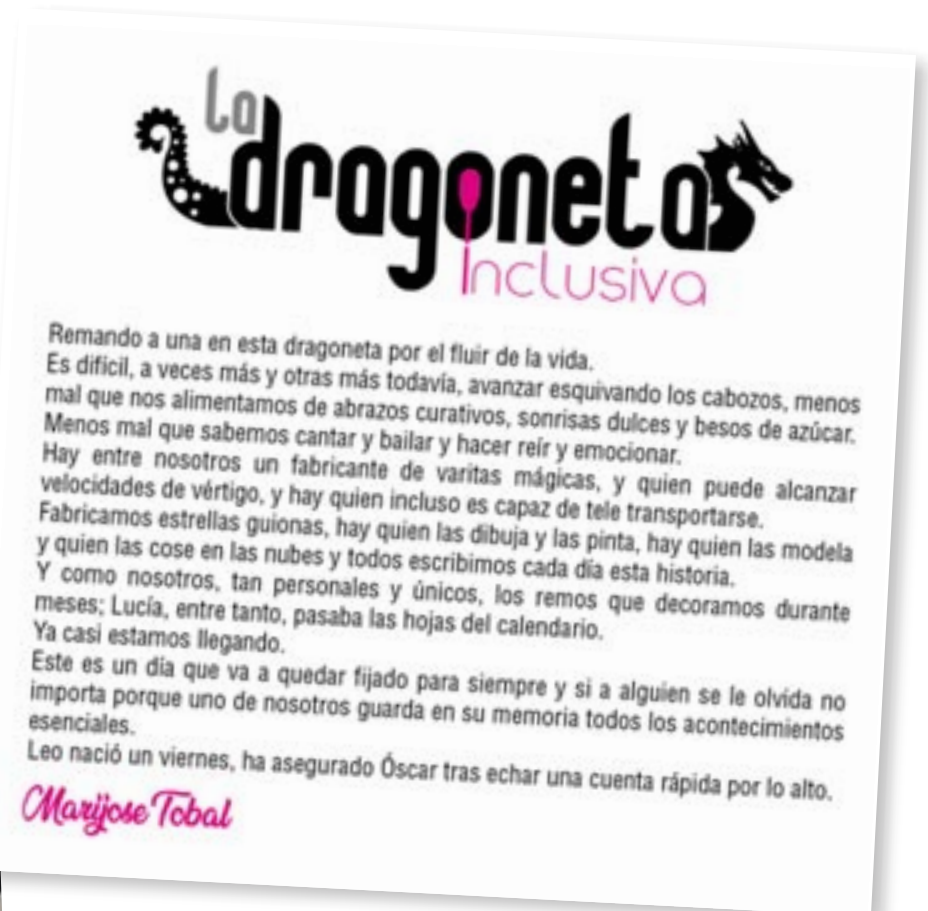 La
dragoneta
Inclusiva
Remando a una en esta dragoneta por el fluir de la vida.
Es difícil, a veces más y otras más todavía, avanzar esquivando los cabozos, menos
mal que nos alimentamos de abrazos curativos, sonrisas dulces y besos de azúcar.
Menos mal que sabemos cantar y bailar y hacer reír y emocionar.
Hay entre nosotros un fabricante de varitas mágicas, y quien puede alcanzar
velocidades de vértigo, y hay quien incluso es capaz de tele transportarse.
Fabricamos estrellas guionas, hay quien las dibuja y las pinta, hay quien las modela
y quien las cose en las nubes y todos escribimos cada día esta historia.
Y como nosotros, tan personales y únicos, los remos que decoramos durante
meses; Lucía, entre tanto, pasaba las hojas del calendario.
Ya casi estamos llegando.
Este es un día que va a quedar fijado para siempre y si a alguien se le olvida no
importa porque uno de nosotros guarda en su memoria todos los acontecimientos
esenciales.
Leo nació un viernes, ha asegurado Óscar tras echar una cuenta rápida por lo alto.
Marijose Tobal